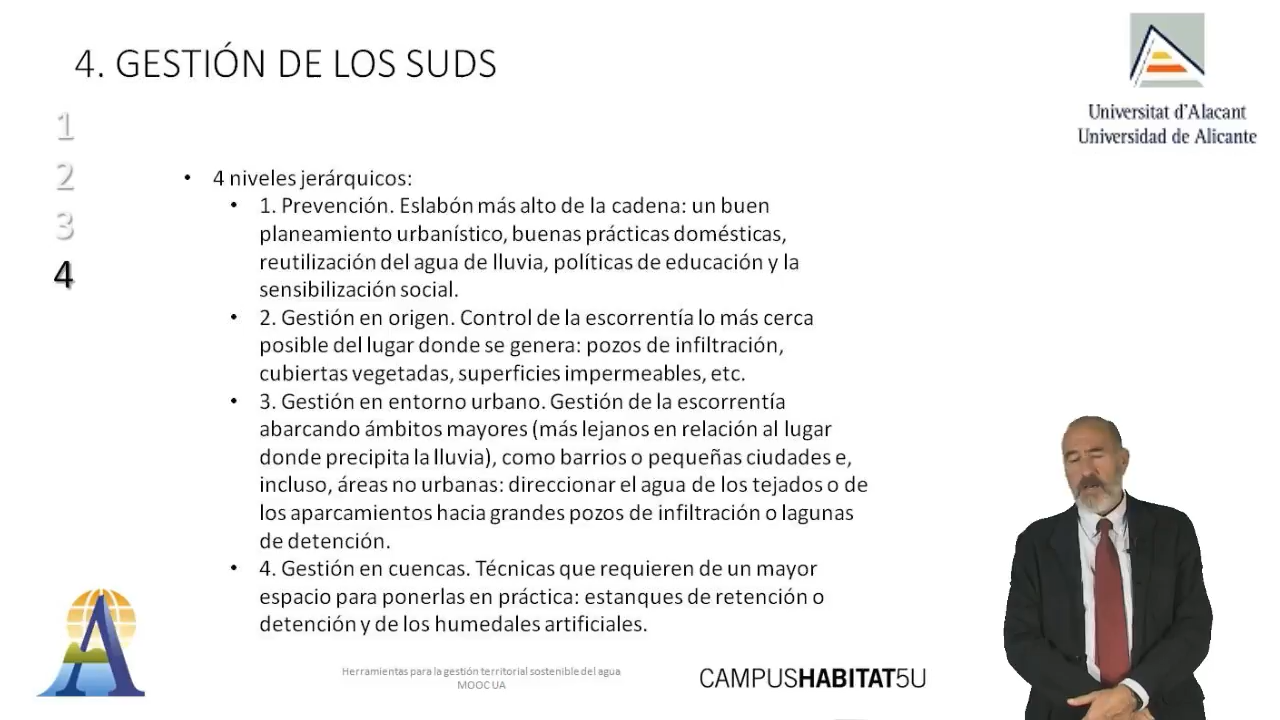 4. GESTIÓN DE LOS SUDS
Universitat d'Alacant
Universidad de Alicante
1
2
3
4
• 4 niveles jerárquicos:
• 1. Prevención. Eslabón más alto de la cadena: un buen
planeamiento urbanístico, buenas prácticas domésticas,
reutilización del agua de lluvia, políticas de educación y la
sensibilización social.
• 2. Gestión en origen. Control de la escorrentía lo más cerca
posible del lugar donde se genera: pozos de infiltración,
cubiertas vegetadas, superficies impermeables, etc.
• 3. Gestión en entorno urbano. Gestión de la escorrentía
abarcando ámbitos mayores (más lejanos en relación al lugar
donde precipita la lluvia), como barrios o pequeñas ciudades e,
incluso, áreas no urbanas: direccionar el agua de los tejados o de
los aparcamientos hacia grandes pozos de infiltración o lagunas
de detención.
• 4. Gestión en cuencas. Técnicas que requieren de un mayor
espacio para ponerlas en práctica: estanques de retención o
detención y de los humedales artificiales.
Herramientas para la gestión territorial sostenible del agua
MOOC UA
CAMPUSHABITAT5U